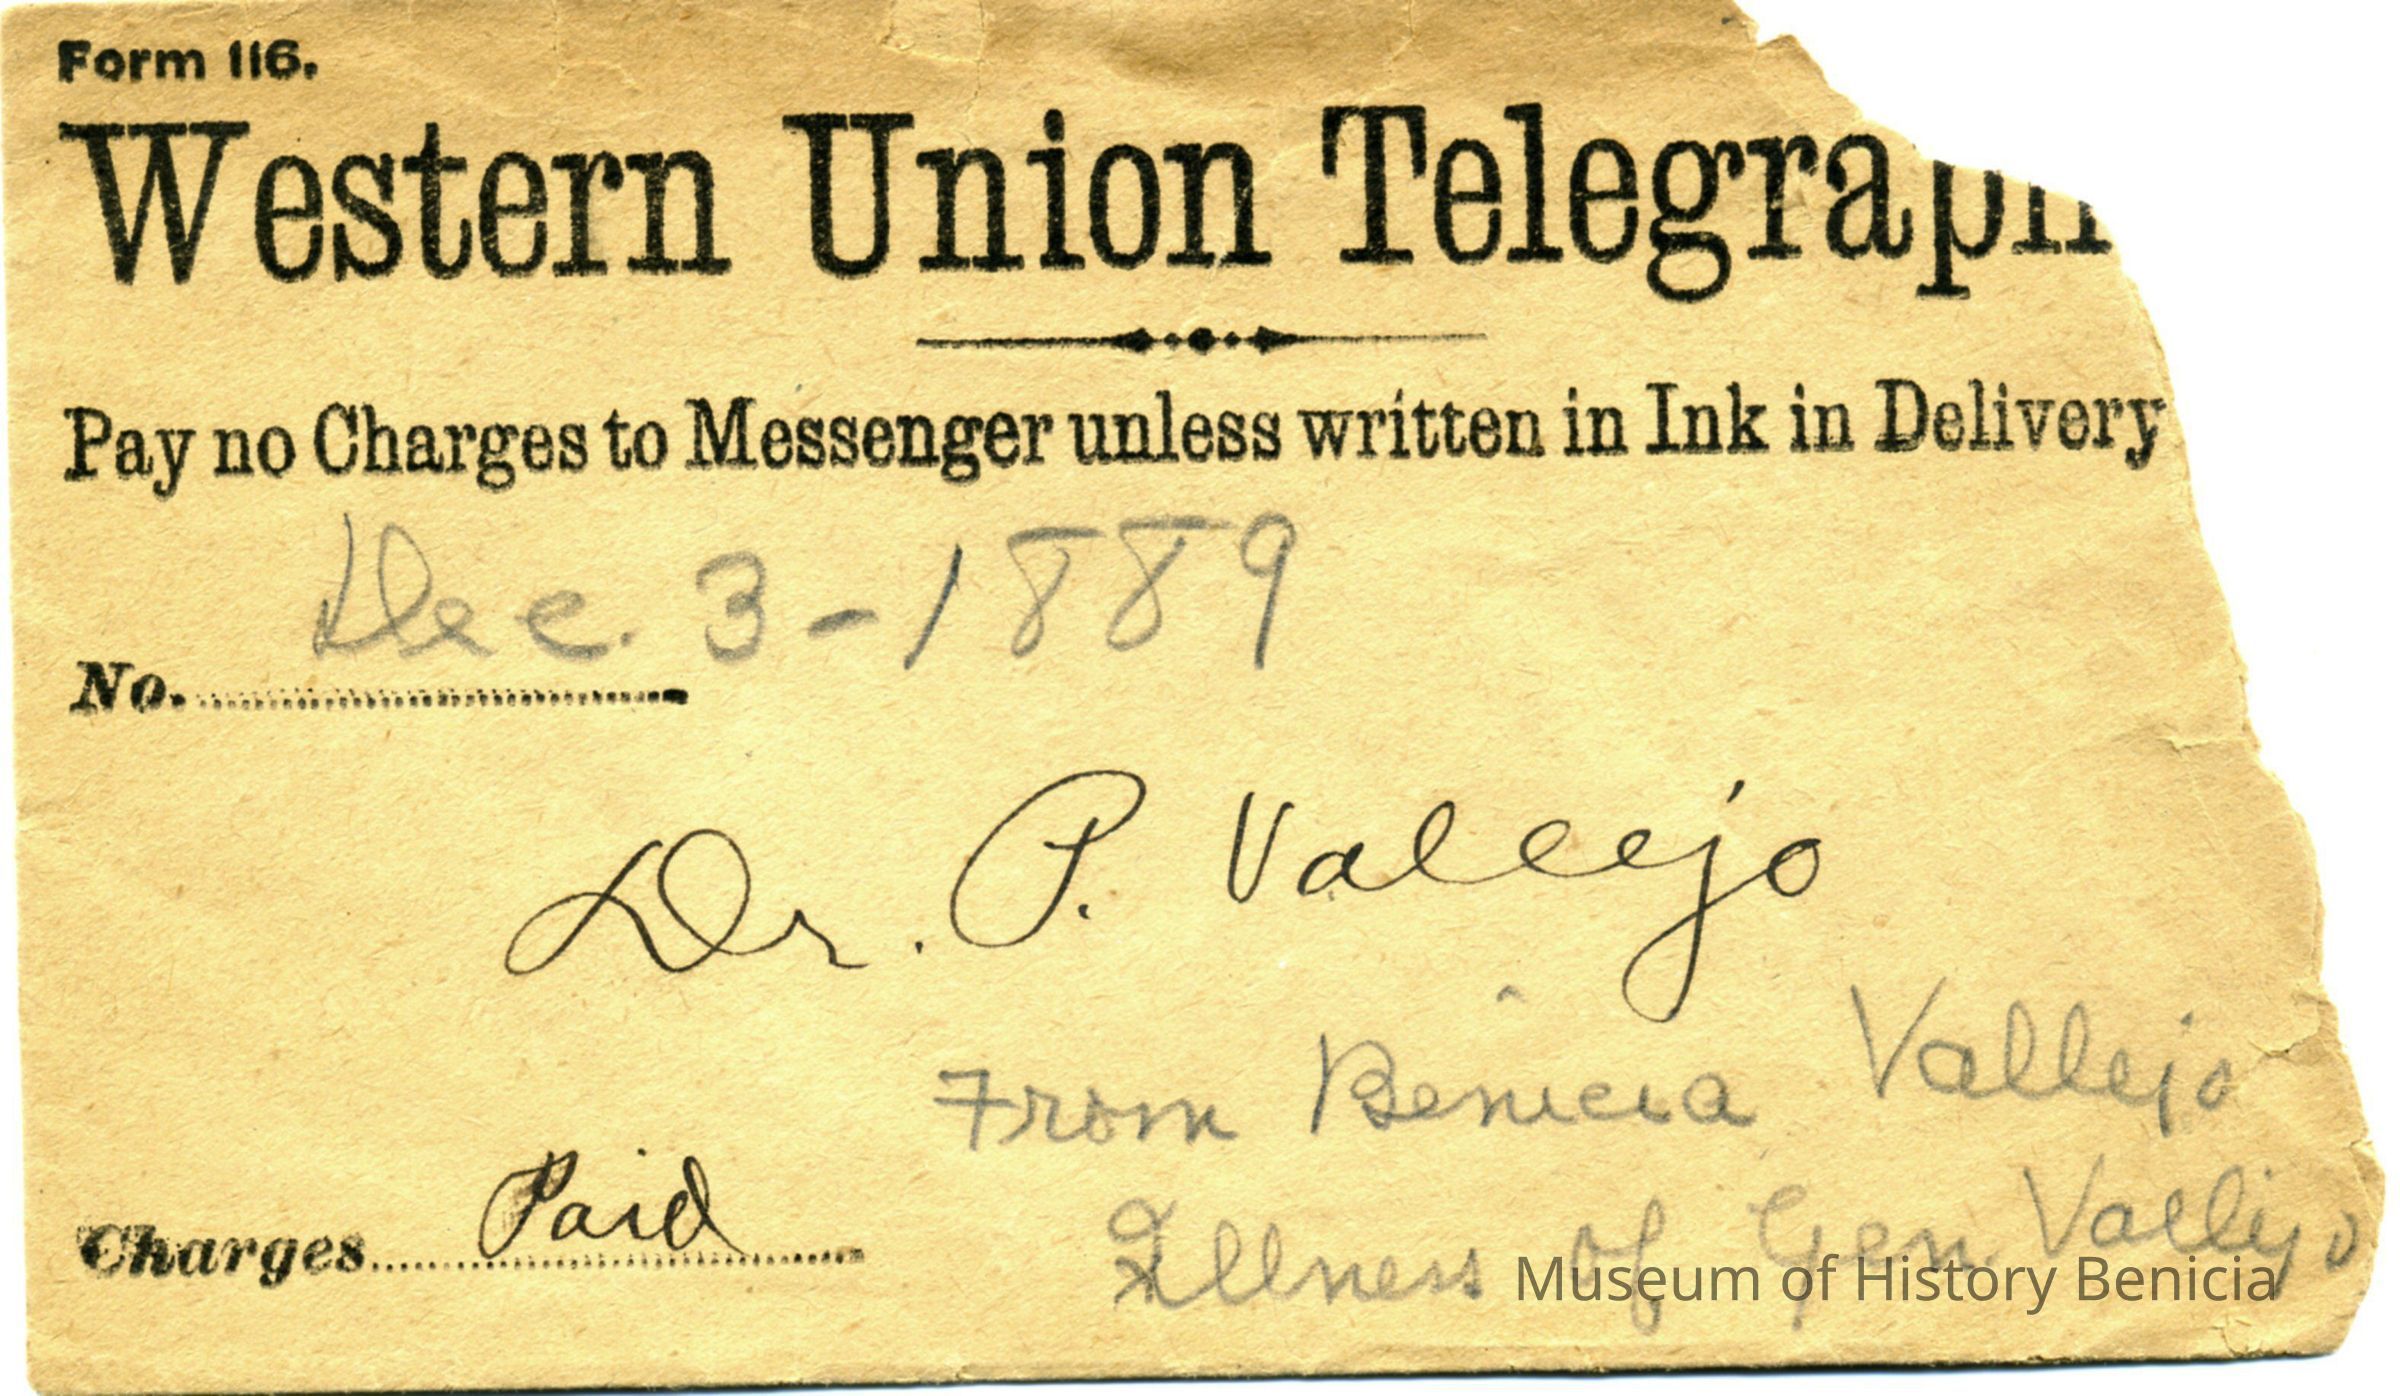 Form 116.
Western Union Telegraph
Pay no Charges to Messenger unless written in Ink in Delivery
Dec. 3-1889
No.
Dr. P. Vallejo
From Benicia Vallejo
Charges Paid
Illness of Gen. Vallejo
Museum of History Benicia